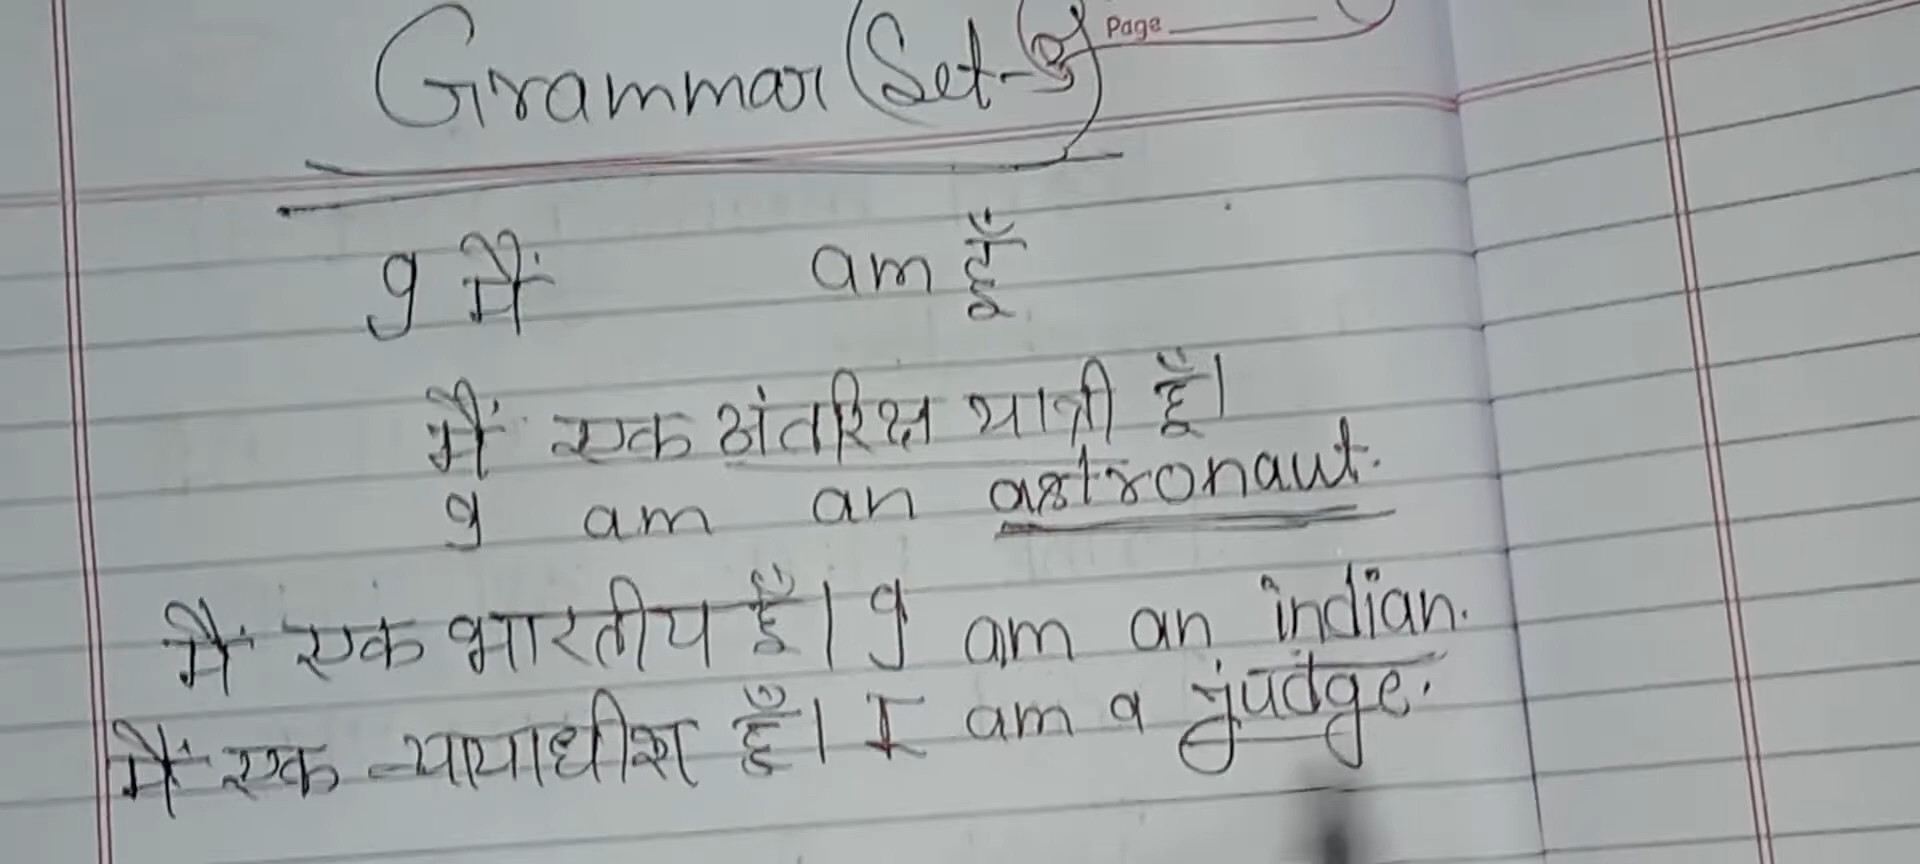 Page
Grammar (Set-3)
I मैं am हूँ
मैं एक अंतरिक्ष यात्री हूँ।
I am an astronaut.
मैं एक भारतीय हूँ। I am an indian.
मैं एक न्यायाधीश हूँ। I am a judge.